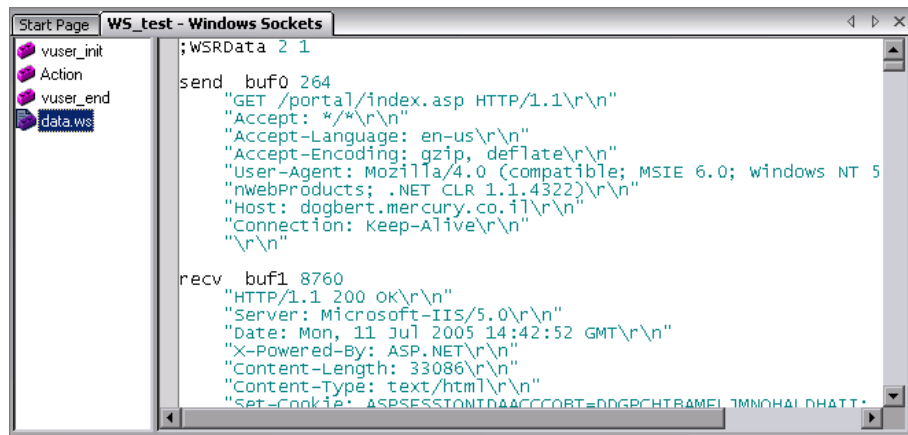 Start Page WS_test - Windows Sockets
vuser_init
Action
vuser_end
data.ws
;WSRData 2 1
send buf0 264
"GET /portal/index.asp HTTP/1.1\r\n"
"Accept: */*\r\n"
"Accept-Language: en-us\r\n"
"Accept-Encoding: gzip, deflate\r\n"
"User-Agent: Mozilla/4.0 (compatible; MSIE 6.0; Windows NT 5
"nWebProducts; .NET CLR 1.1.4322)\r\n"
"Host: dogbert.mercury.co.il\r\n"
"Connection: Keep-Alive\r\n"
"\r\n"
recv buf1 8760
"HTTP/1.1 200 OK\r\n"
"Server: Microsoft-IIS/5.0\r\n"
"Date: Mon, 11 Jul 2005 14:42:52 GMT\r\n"
"X-Powered-By: ASP.NET\r\n"
"Content-Length: 33086\r\n"
"Content-Type: text/html\r\n"
"Set-Cookie: